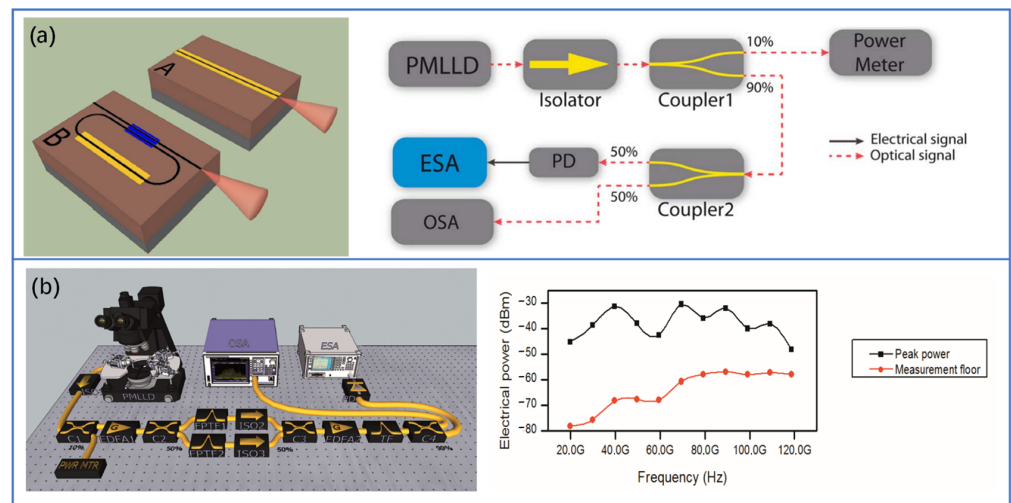 (a)
A
B
PMLLD
Isolator
Coupler1
10%
90%
Power
Meter
Electrical signal
Optical signal
ESA
PD
50%
50%
OSA
Coupler2
(b)
OSA
ESA
PMLLD
C1
EDFA1
C2
FPTF1
ISO2
FPTF2
ISO3
C3
EDFA2
TF
C4
10%
50%
50%
PWR MTR
Electrical power (dBm)
−30
−40
−50
−60
−70
−80
20.0G
40.0G
60.0G
80.0G
100.0G
120.0G
Frequency (Hz)
Peak power
Measurement floor